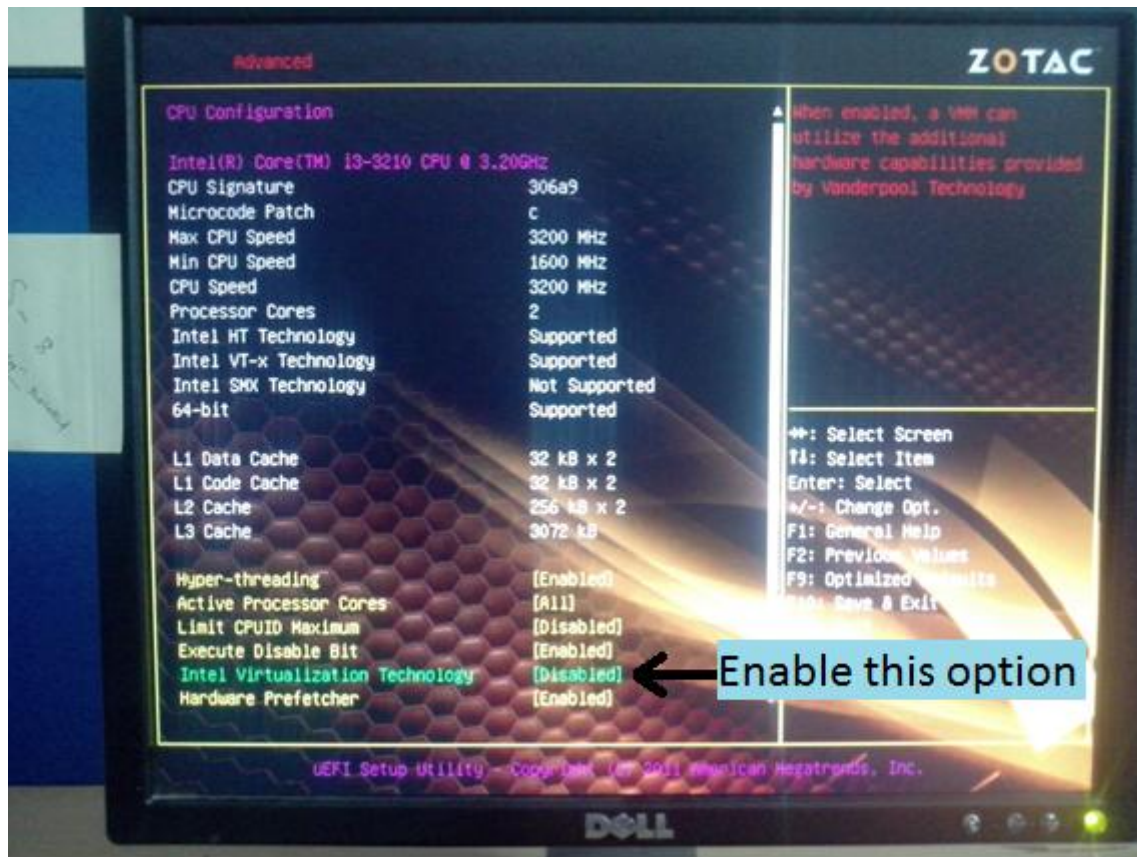 Advanced
ZOTAC
CPU Configuration
Intel(R) Core(TM) i3-3210 CPU @ 3.20GHz
CPU Signature 306a9
Microcode Patch c
Max CPU Speed 3200 MHz
Min CPU Speed 1600 MHz
CPU Speed 3200 MHz
Processor Cores 2
Intel HT Technology Supported
Intel VT-x Technology Supported
Intel SMX Technology Not Supported
64-bit Supported
L1 Data Cache 32 kB x 2
L1 Code Cache 32 kB x 2
L2 Cache 256 kB x 2
L3 Cache 3072 kB
Hyper-threading [Enabled]
Active Processor Cores [All]
Limit CPUID Maximum [Disabled]
Execute Disable Bit [Enabled]
Intel Virtualization Technology [Disabled]
Hardware Prefetcher [Enabled]
When enabled, a VMM can
utilize the additional
hardware capabilities provided
by Vanderpool Technology
: Select Screen
↑↓: Select Item
Enter: Select
+/-: Change Opt.
F1: General Help
F2: Previous Values
F9: Optimized Defaults
F10: Save & Exit
Enable this option
UEFI Setup Utility - Copyright (C) 2011 American Megatrends, Inc.
DELL